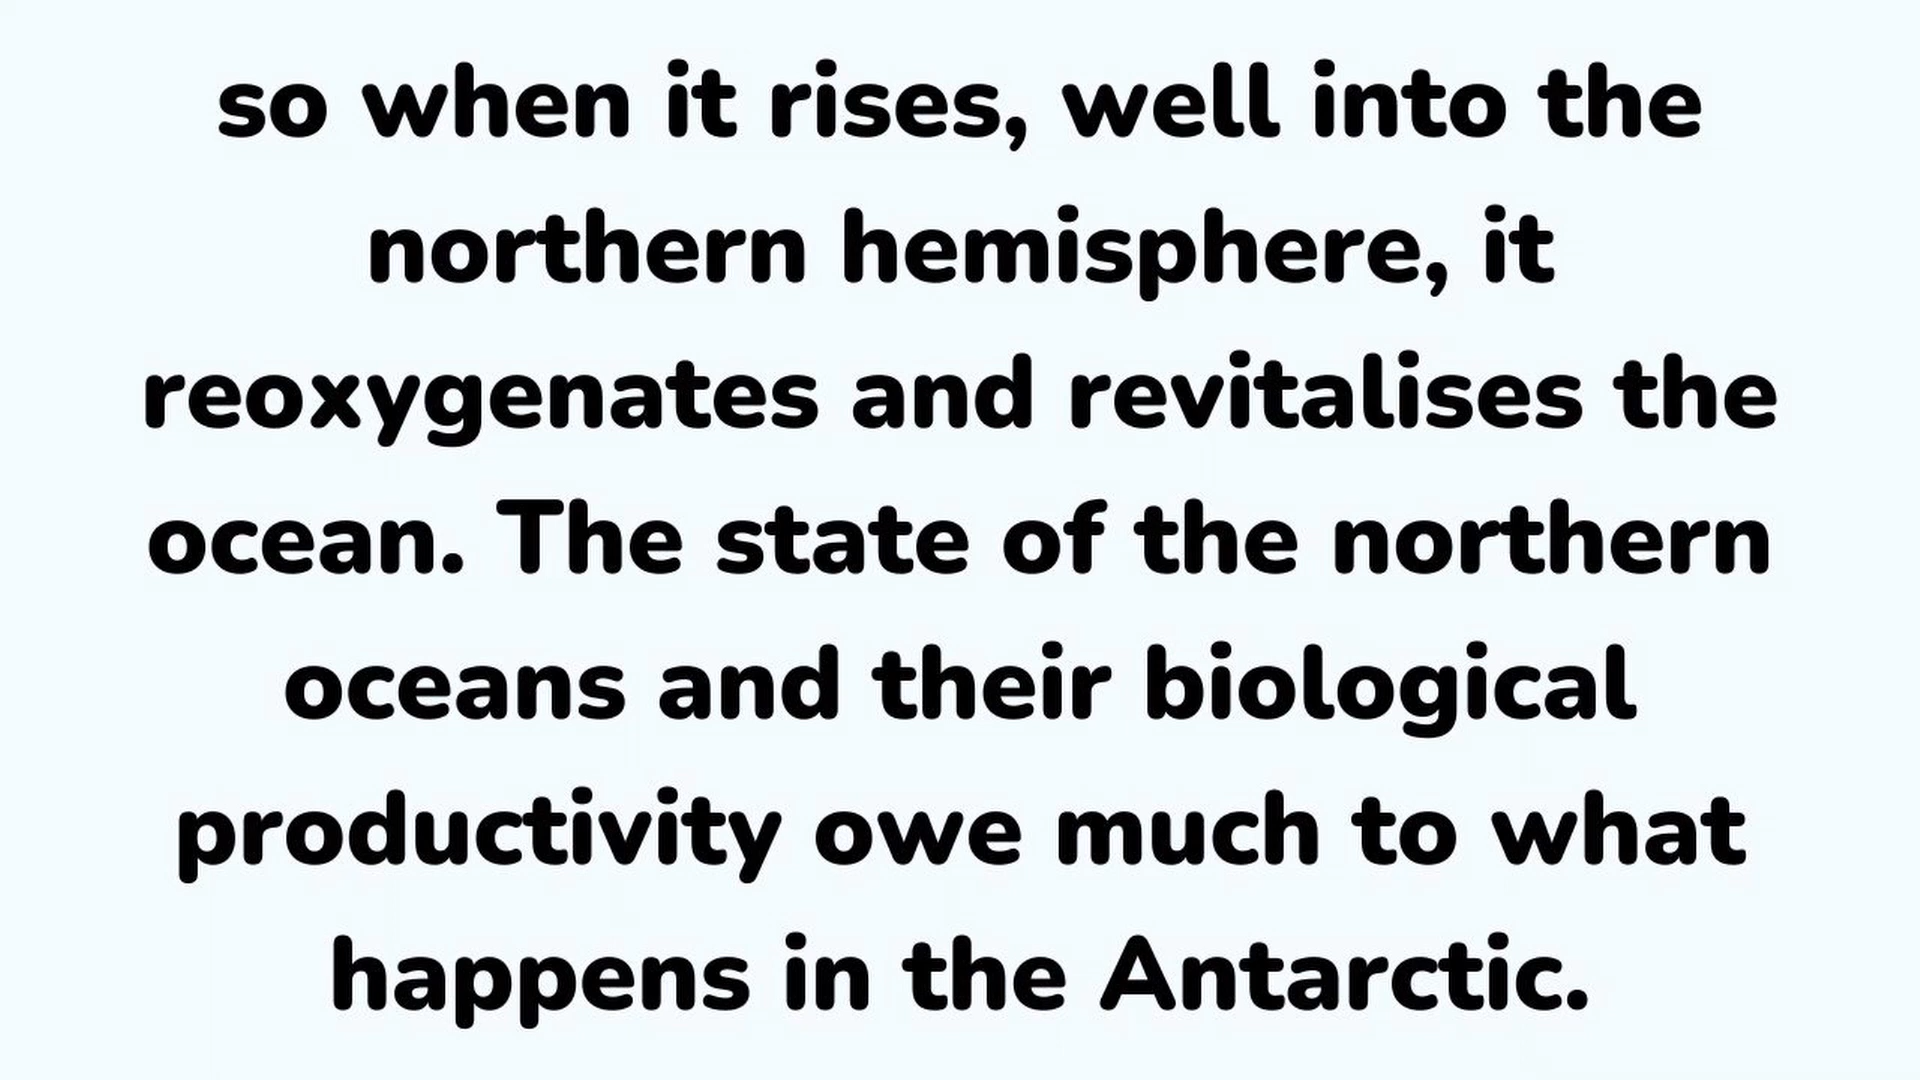 so when it rises, well into the
northern hemisphere, it
reoxygenates and revitalises the
ocean. The state of the northern
oceans and their biological
productivity owe much to what
happens in the Antarctic.